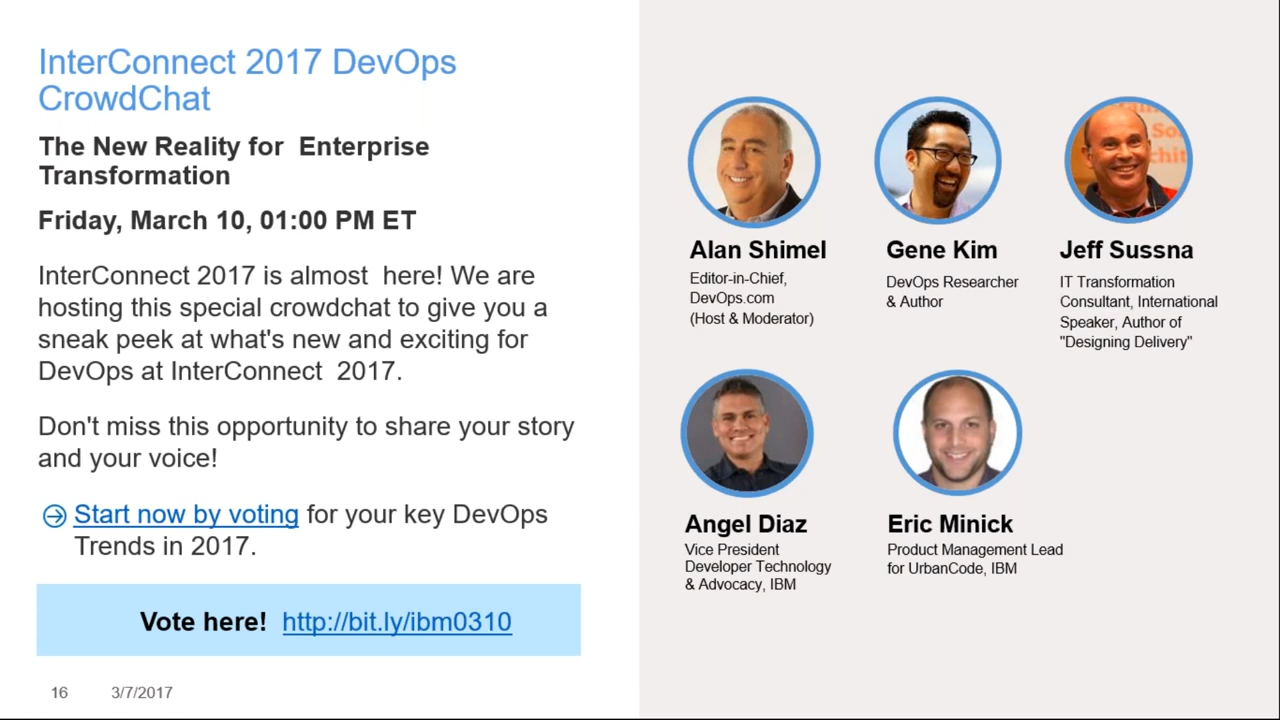 InterConnect 2017 DevOps
CrowdChat
The New Reality for Enterprise
Transformation
Friday, March 10, 01:00 PM ET
InterConnect 2017 is almost here! We are
hosting this special crowdchat to give you a
sneak peek at what's new and exciting for
DevOps at InterConnect 2017.
Don't miss this opportunity to share your story
and your voice!
Start now by voting for your key DevOps
Trends in 2017.
Vote here! http://bit.ly/ibm0310
16 3/7/2017
Alan Shimel
Editor-in-Chief,
DevOps.com
(Host & Moderator)
Gene Kim
DevOps Researcher
& Author
Jeff Sussna
IT Transformation
Consultant, International
Speaker, Author of
"Designing Delivery"
Angel Diaz
Vice President
Developer Technology
& Advocacy, IBM
Eric Minick
Product Management Lead
for UrbanCode, IBM